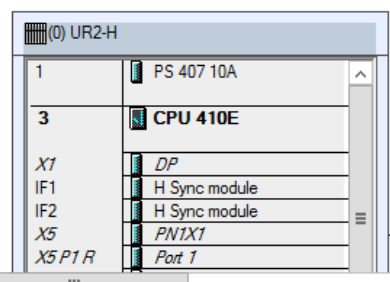 (0) UR2-H
1 PS 407 10A
3 CPU 410E
X1 DP
IF1 H Sync module
IF2 H Sync module
X5 PN1X1
X5 P1 R Port 1